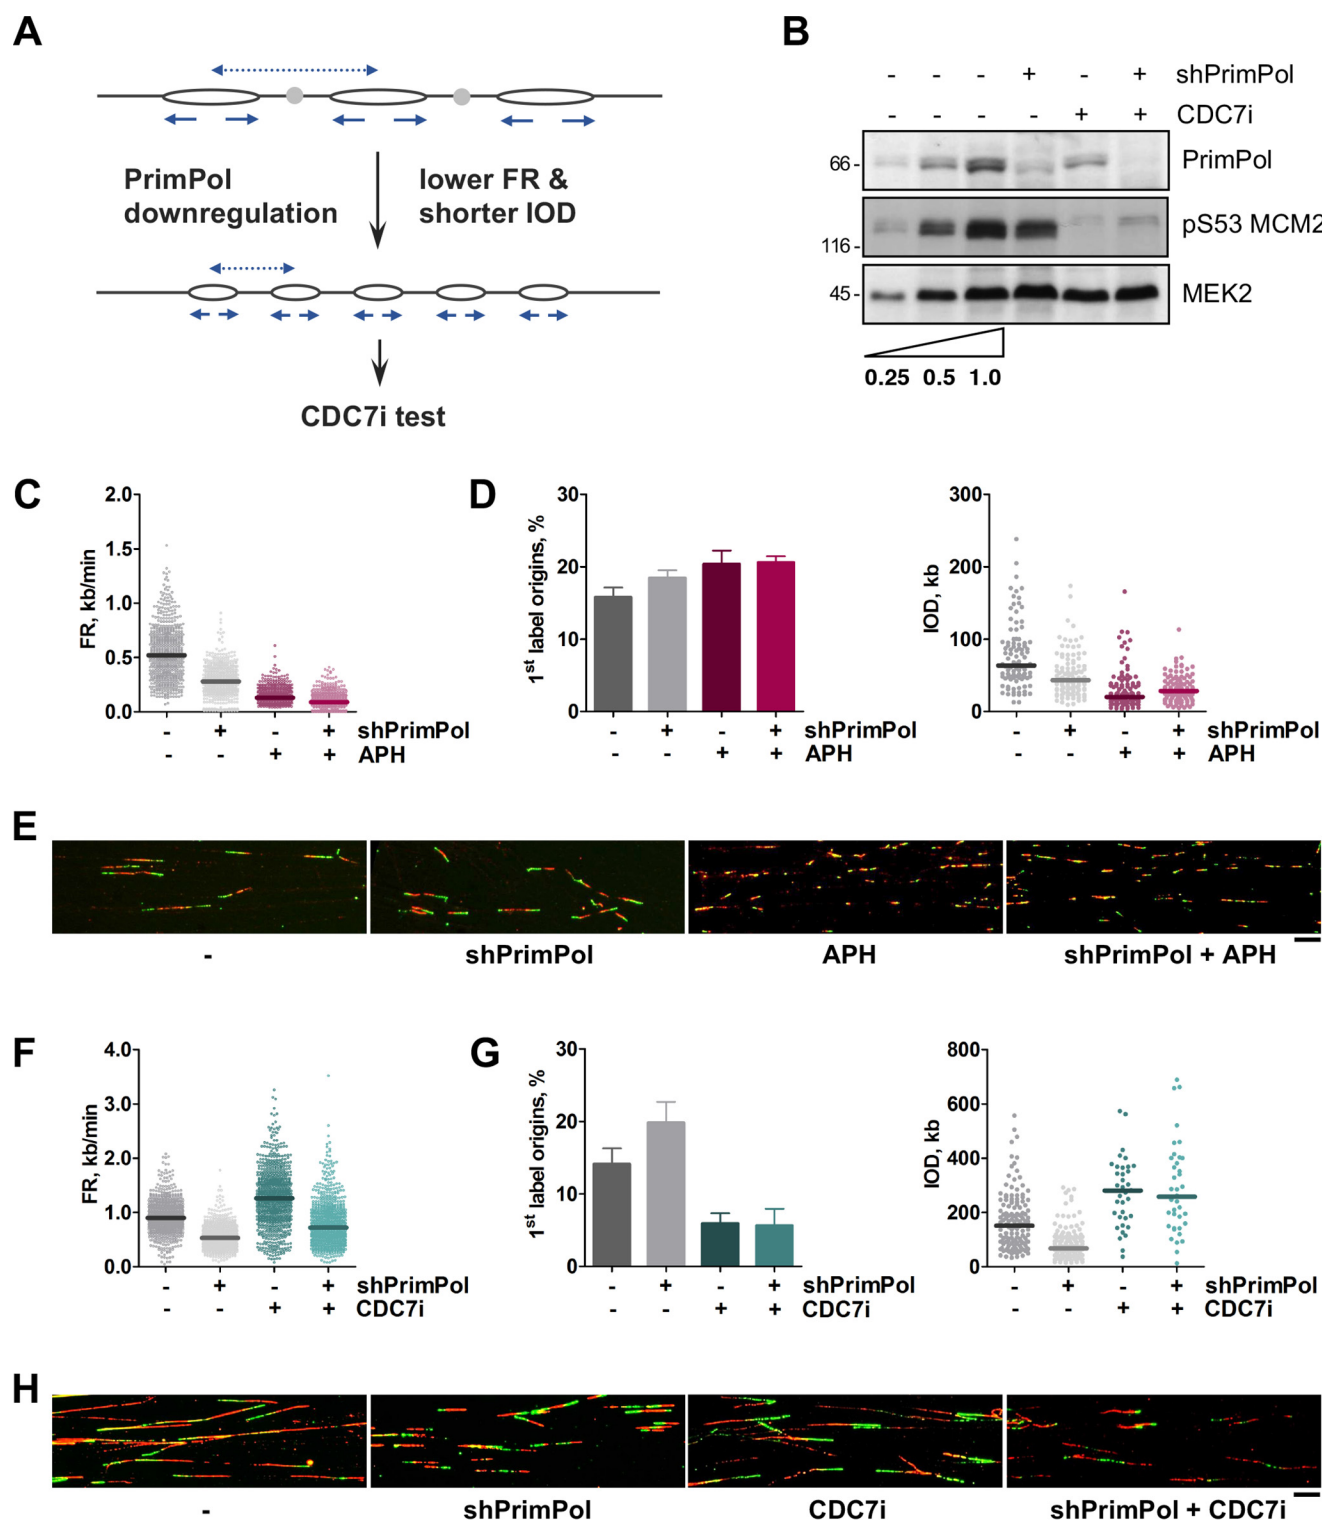 A
PrimPol
downregulation
lower FR &
shorter IOD
CDC7i test
B
- - - + - + shPrimPol
- - - - + + CDC7i
66 - PrimPol
116 - pS53 MCM2
45 - MEK2
0.25 0.5 1.0
C
FR, kb/min
2.0
1.5
1.0
0.5
0.0
- + - + shPrimPol
- - + + APH
D
1st label origins, %
30
20
10
0
- + - + shPrimPol
- - + + APH
IOD, kb
300
200
100
0
- + - + shPrimPol
- - + + APH
E
- shPrimPol APH shPrimPol + APH
F
FR, kb/min
4.0
3.0
2.0
1.0
0.0
- + - + shPrimPol
- - + + CDC7i
G
1st label origins, %
30
20
10
0
- + - + shPrimPol
- - + + CDC7i
IOD, kb
800
600
400
200
0
- + - + shPrimPol
- - + + CDC7i
H
- shPrimPol CDC7i shPrimPol + CDC7i